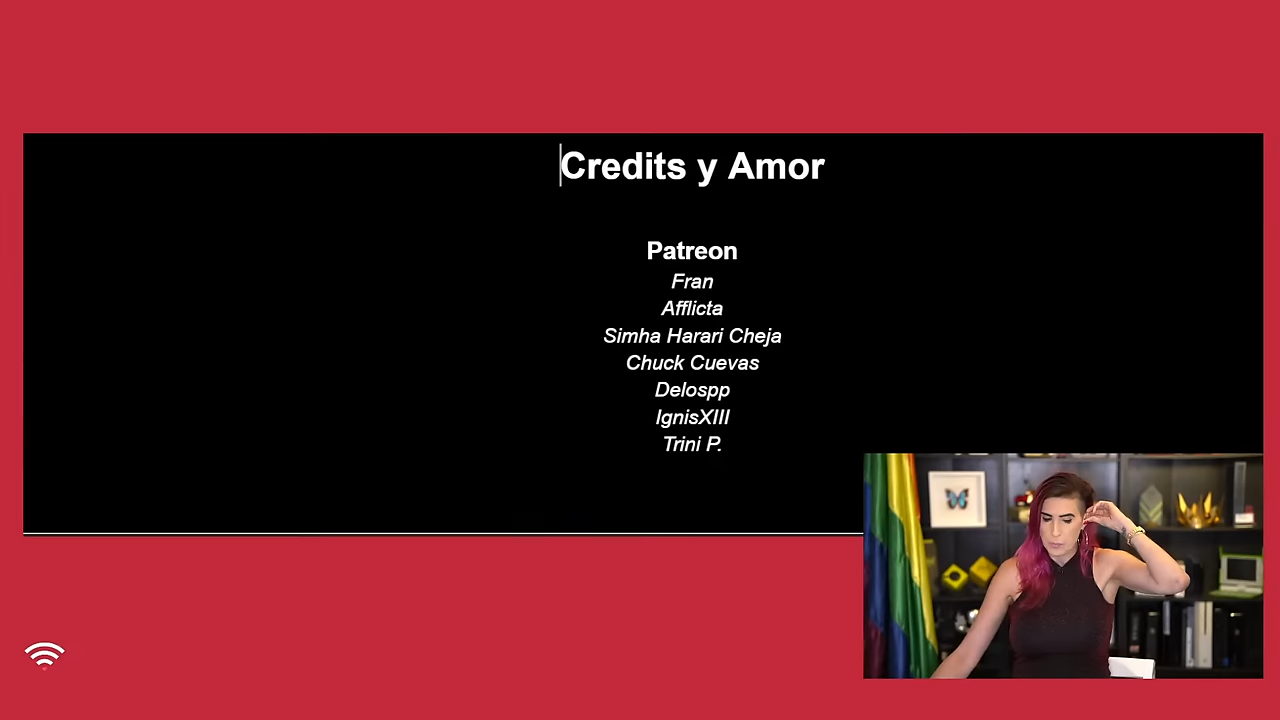 Credits y Amor
Patreon
Fran
Afflicta
Simha Harari Cheja
Chuck Cuevas
Delospp
IgnisXIII
Trini P.